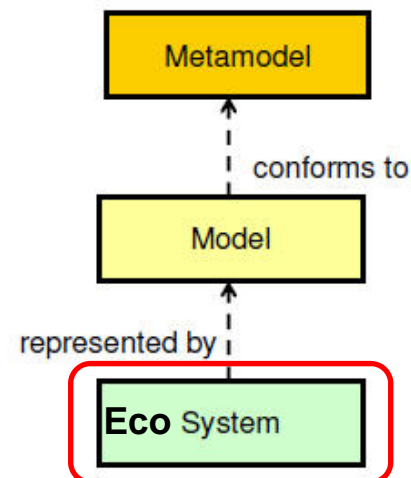 Metamodel
conforms to
Model
represented by
Eco System